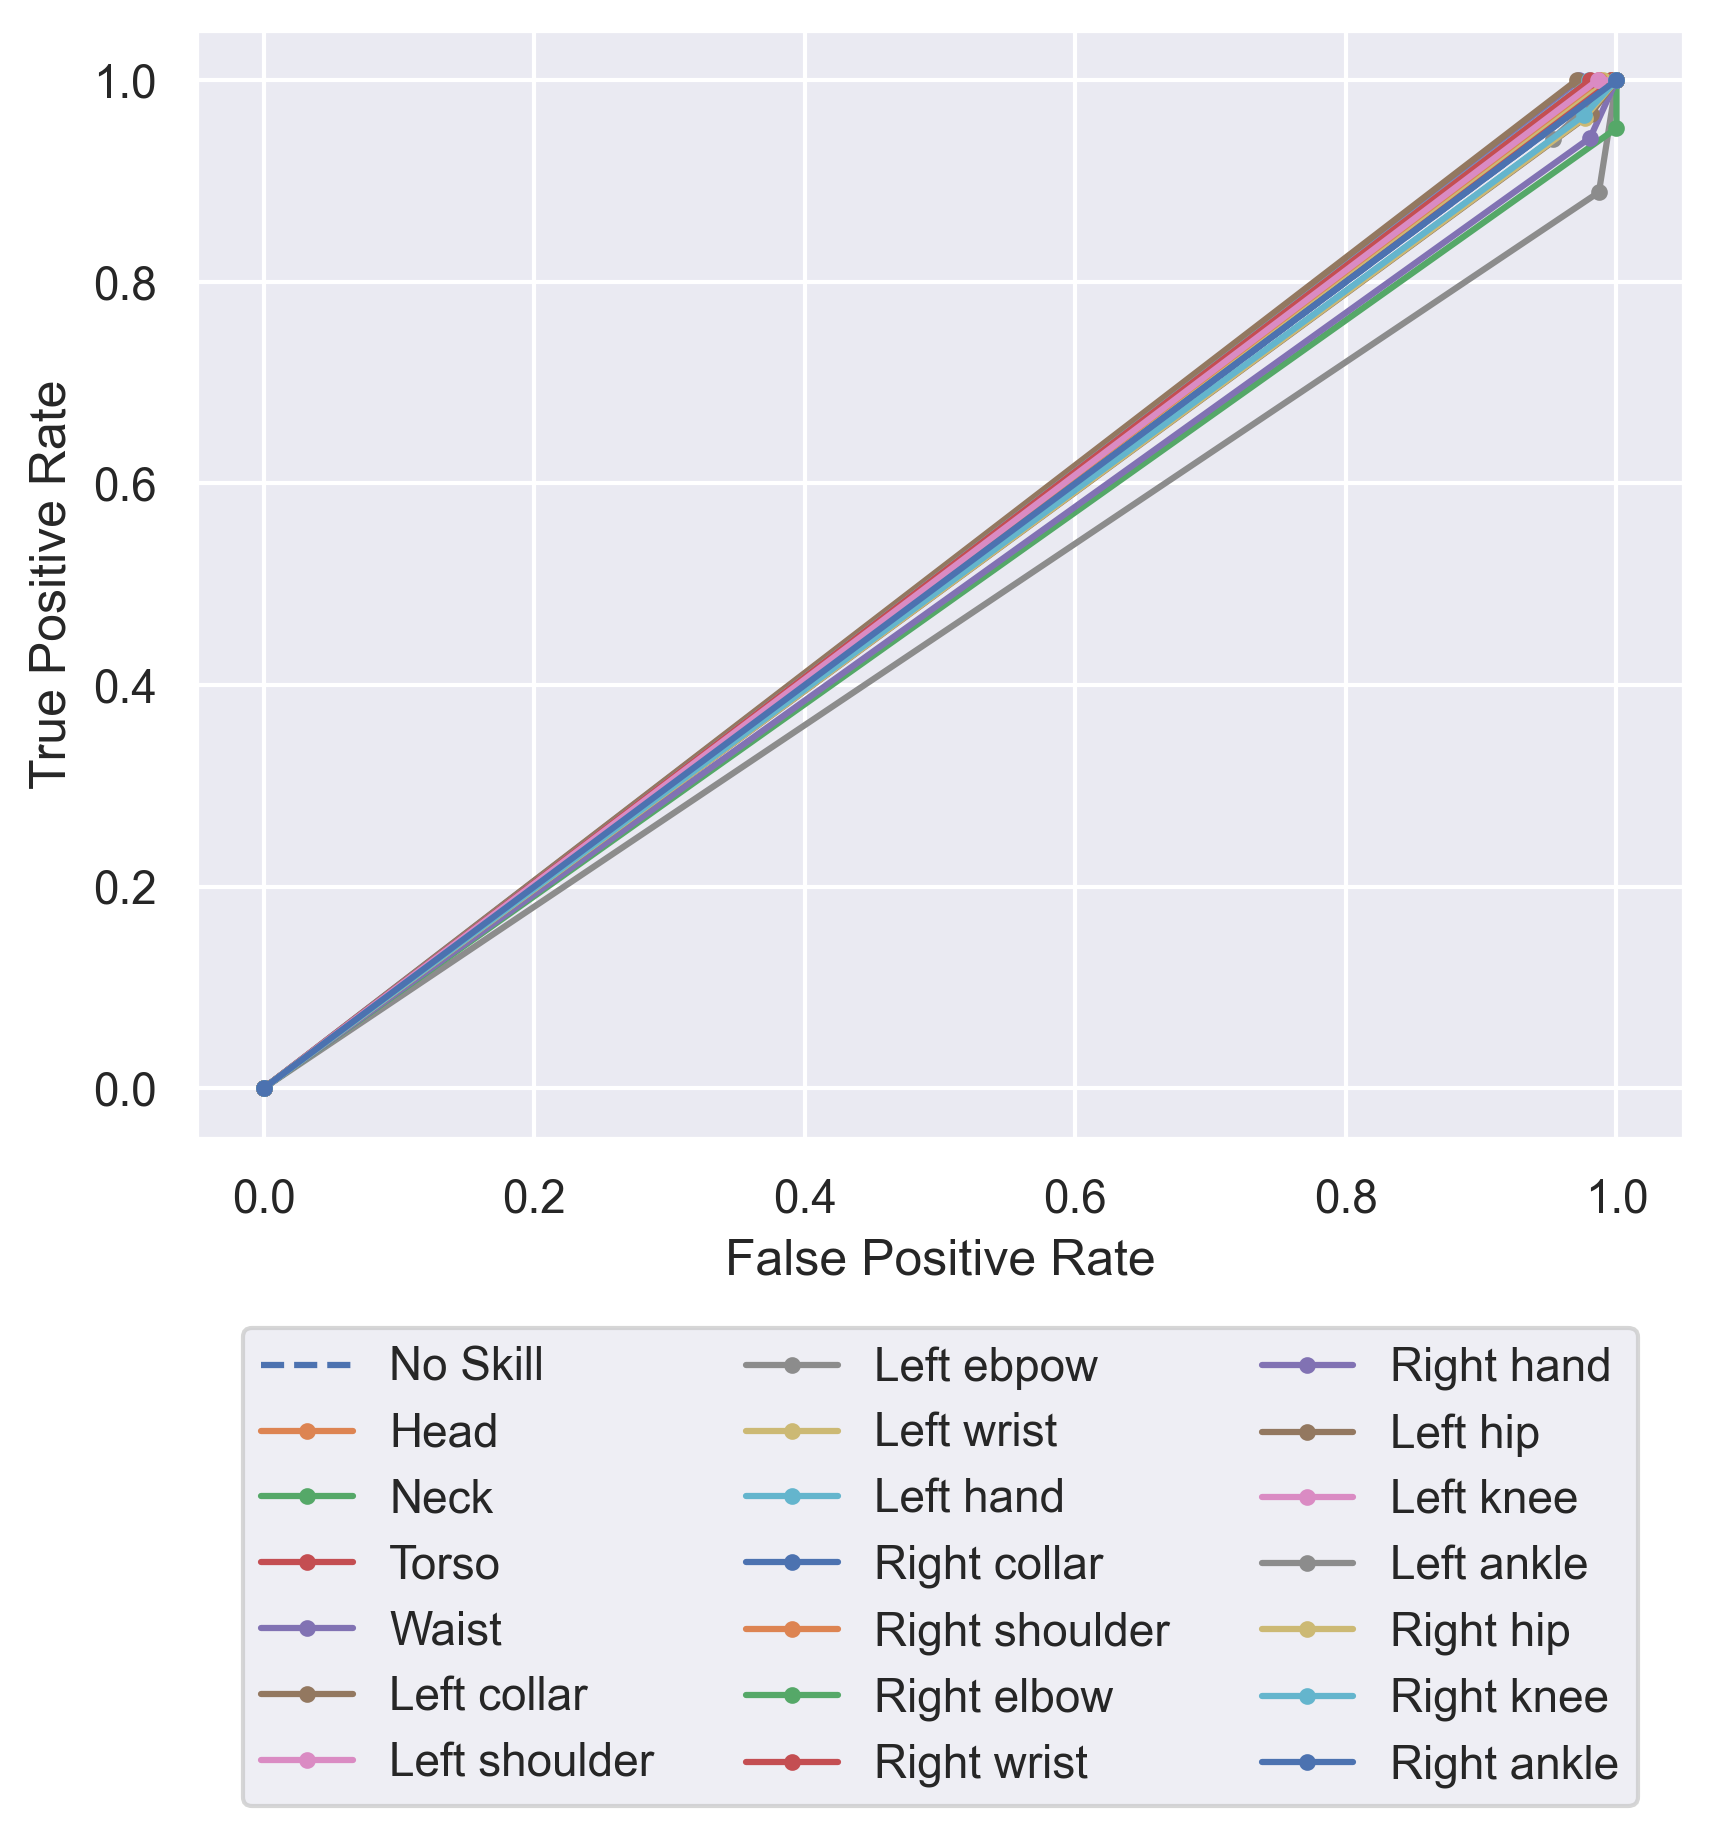 1.0
0.8
0.6
0.4
0.2
0.0
True Positive Rate
0.0 0.2 0.4 0.6 0.8 1.0
False Positive Rate
No Skill
Head
Neck
Torso
Waist
Left collar
Left shoulder
Left ebpow
Left wrist
Left hand
Right collar
Right shoulder
Right elbow
Right wrist
Right hand
Left hip
Left knee
Left ankle
Right hip
Right knee
Right ankle